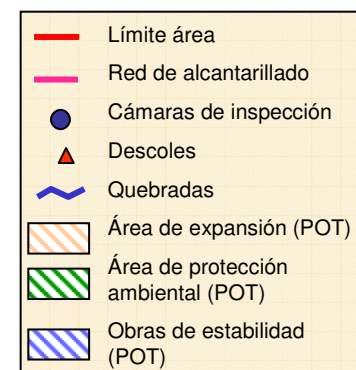 Límite área
Red de alcantarillado
Cámaras de inspección
Descoles
Quebradas
Área de expansión (POT)
Área de protección
ambiental (POT)
Obras de estabilidad
(POT)